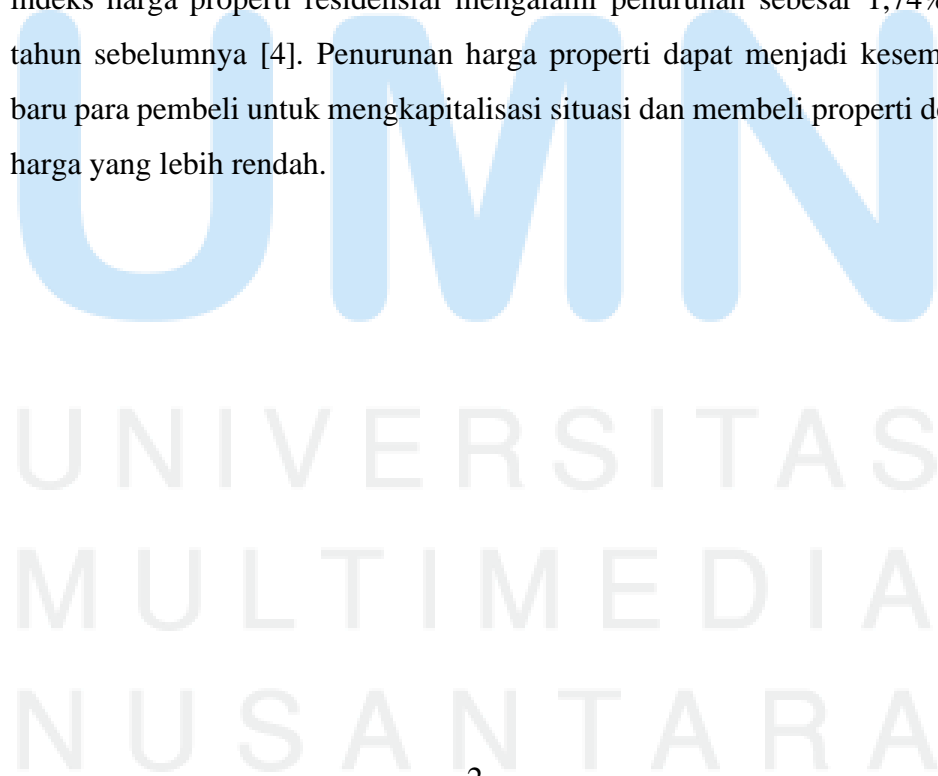 indeks harga properti residensial mengalami penurunan sebesar 1,74%
tahun sebelumnya [4]. Penurunan harga properti dapat menjadi kesem
baru para pembeli untuk mengkapitalisasi situasi dan membeli properti de
harga yang lebih rendah.
UMN
UNIVERSITAS
MULTIMEDIA
NUSANTARA
2